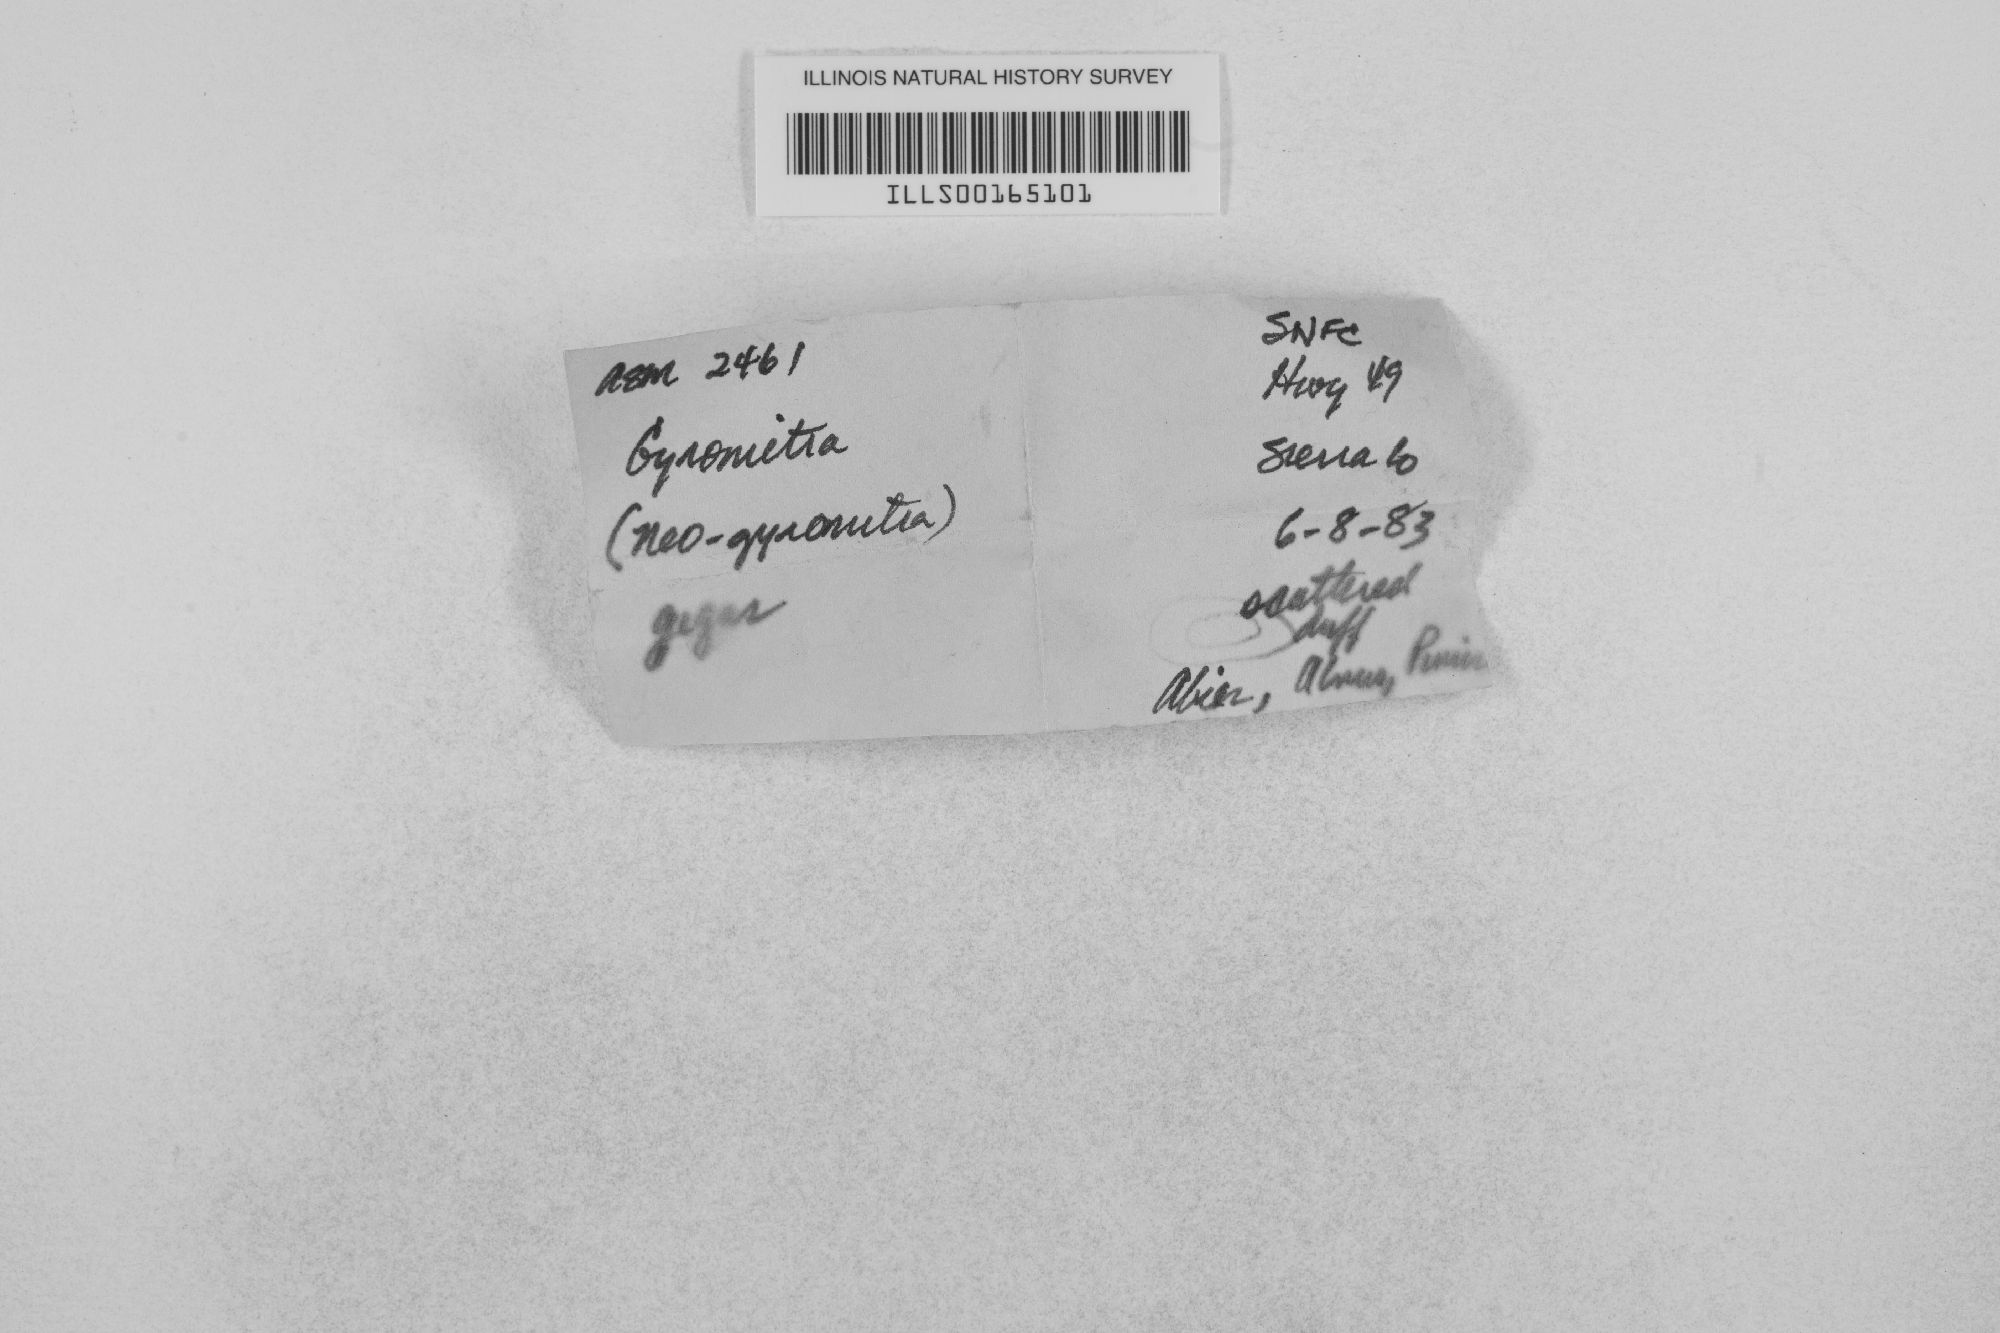 ILLINOIS NATURAL HISTORY SURVEY
ILLS00165101
ASM 2461
Gyromitra
(neo-gyromitra)
gigas
SNFC
Hwy 49
Sierra Co
6-8-83
scattered
duff
Abies, Alnus, Pinus